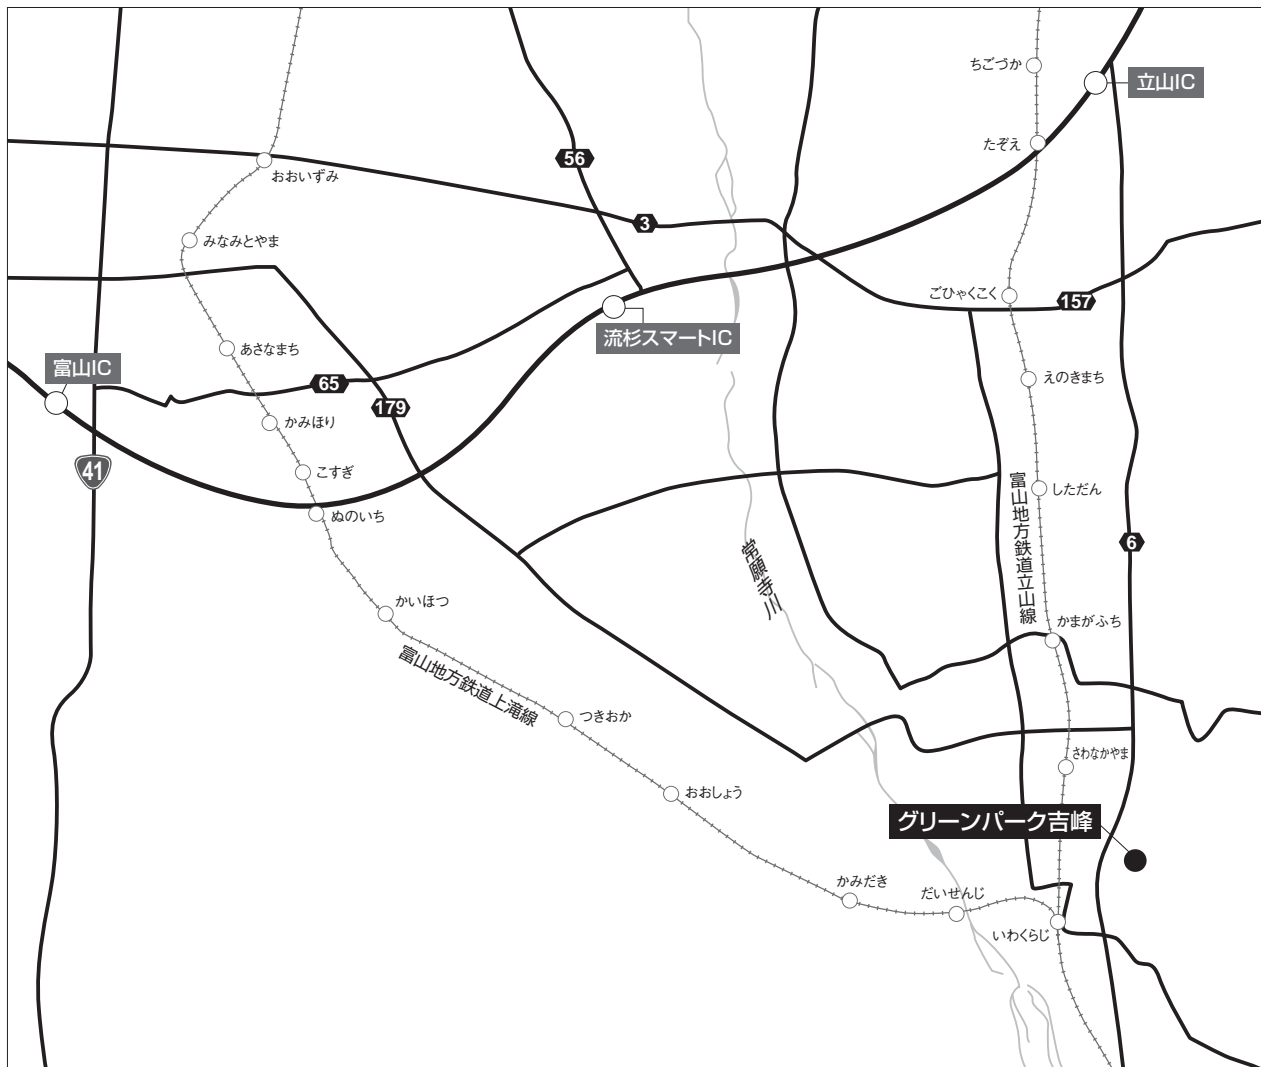 ちごづか
立山IC
たぞえ
56
おおいずみ
3
みなみとやま
ごひゃくこく
157
流杉スマートIC
あさなまち
富山IC
65
えのきまち
179
かみほり
41
こすぎ
しただん
ぬのいち
富山地方鉄道立山線
6
常願寺川
かいほつ
かまがふち
富山地方鉄道上滝線
つきおか
さわなかやま
おおしょう
グリーンパーク吉峰
かみだき
だいせんじ
いわくらじ